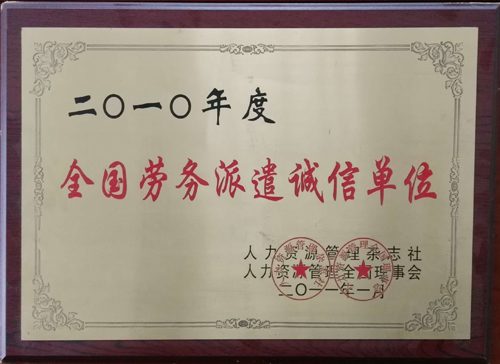 二〇一〇年度
全国劳务派遣诚信单位
人力资源管理杂志社
人力资源管理全国理事会
二〇一一年一月